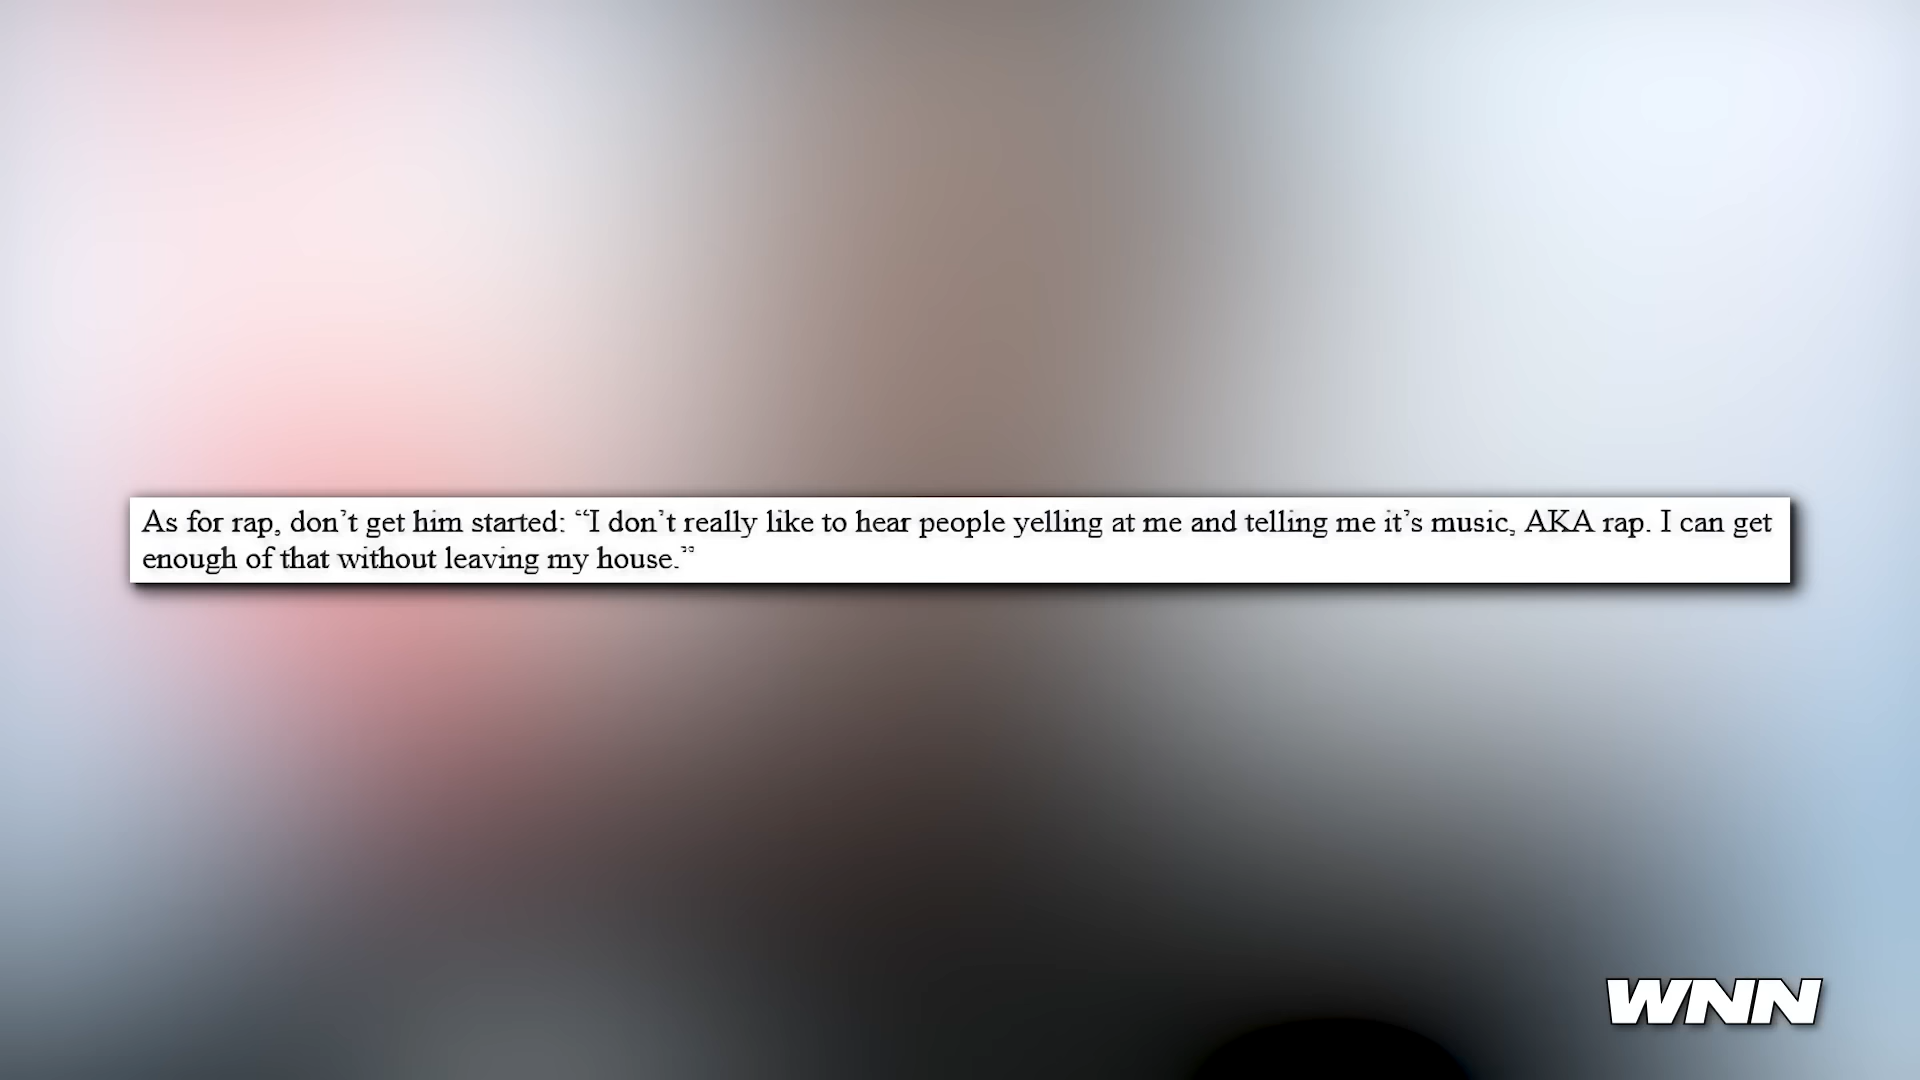 As for rap, don’t get him started: “I don’t really like to hear people yelling at me and telling me it’s music, AKA rap. I can get
enough of that without leaving my house.”
WNN